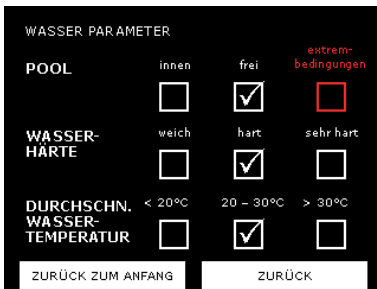 WASSER PARAMETER
POOL innen frei extrem-
bedingungen
WASSER-
HÄRTE weich hart sehr hart
DURCHSCHN.
WASSER-
TEMPERATUR < 20°C 20 – 30°C > 30°C
ZURÜCK ZUM ANFANG ZURÜCK